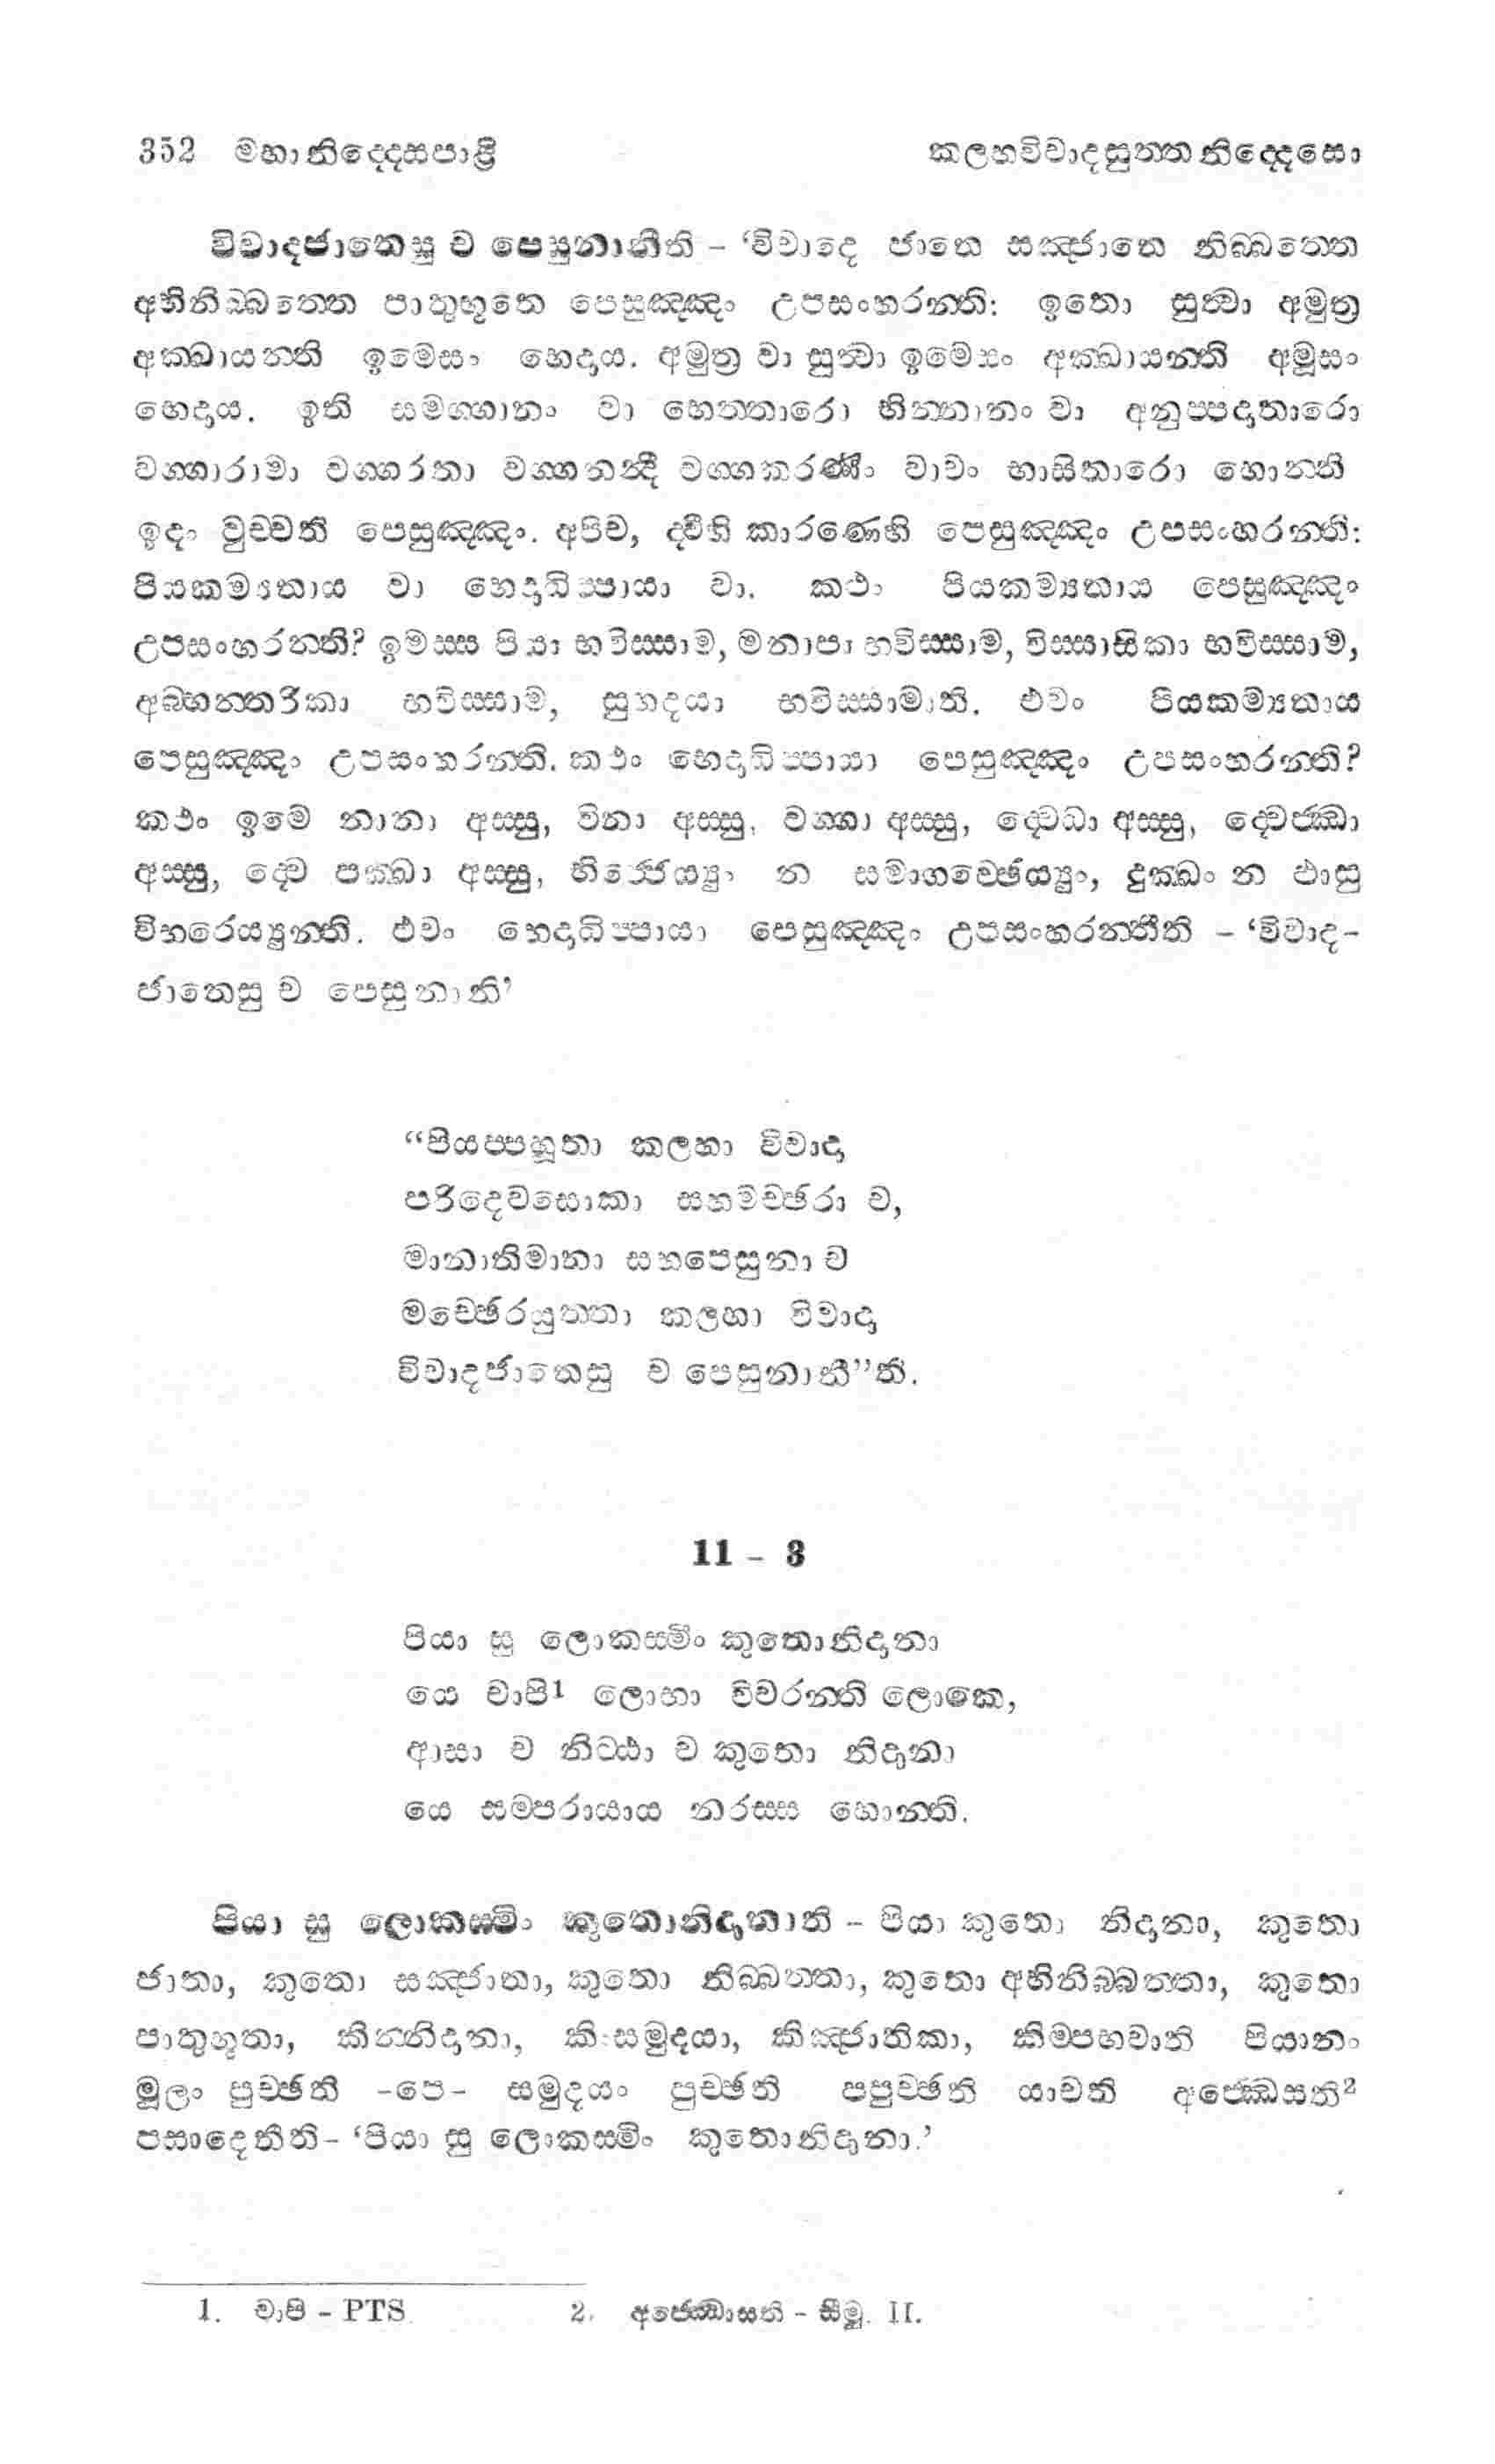 352 මහානිද්දෙසපාළි කලහවිවාදසුත්තනිද්දෙසො
විවාදජාතෙසු ච පෙසුනානීති – ‘විවාදෙ ජාතෙ සඤ්ජාතෙ නිබ්බත්තෙ
අභිනිබ්බත්තෙ පාතුභූතෙ පෙසුඤ්ඤං උපසංහරන්ති: ඉතො සුත්වා අමුත්‍ර
අක්ඛායන්ති ඉමෙසං භෙදාය. අමුත්‍ර වා සුත්වා ඉමෙසං අක්ඛායන්ති අමූසං
භෙදාය. ඉති සමග්ගානං වා භෙත්තාරො භින්නානං වා අනුප්පදාතාරො
වග්ගාරාමා වග්ගරතා වග්ගනන්දී වග්ගකරණිං වාචං භාසිතාරො හොන්ති
ඉදං වුච්චති පෙසුඤ්ඤං. අපිච, ද්වීහි කාරණෙහි පෙසුඤ්ඤං උපසංහරන්ති:
පියකම්‍යතාය වා භෙදාධිප්පායා වා. කථං පියකම්‍යතාය පෙසුඤ්ඤං
උපසංහරන්ති? ඉමස්ස පියා භවිස්සාම, මනාපා භවිස්සාම, විස්සාසිකා භවිස්සාම,
අබ්භන්තරිකා භවිස්සාම, සුහදයා භවිස්සාමාති. එවං පියකම්‍යතාය
පෙසුඤ්ඤං උපසංහරන්ති. කථං භෙදාධිප්පායා පෙසුඤ්ඤං උපසංහරන්ති?
කථං ඉමෙ නානා අස්සු, විනා අස්සු, වග්ගා අස්සු, ද්වෙධා අස්සු, ද්වෙජ්ඣා
අස්සු, ද්වෙ පක්ඛා අස්සු, භිජ්ජෙය්‍යුං න සමාගච්ඡෙය්‍යුං, දුක්ඛං න ඵාසු
විහරෙය්‍යුන්ති. එවං භෙදාධිප්පායා පෙසුඤ්ඤං උපසංහරන්තීති – ‘විවාද-
ජාතෙසු ච පෙසුනානි’
“පියප්පහූතා කලහා විවාදා
පරිදෙවසොකා සහමච්ඡරා ච,
මානාතිමානා සහපෙසුනා ච
මච්ඡෙරයුත්තා කලහා විවාදා
විවාදජාතෙසු ච පෙසුනානී”ති.
11 – 3
පියා සු ලොකස්මිං කුතොනිදානා
යෙ චාපි1 ලොභා විචරන්ති ලොකෙ,
ආසා ච නිට්ඨා ච කුතො නිදානා
යෙ සම්පරායාය නරස්ස හොන්ති.
පියා සු ලොකස්මිං කුතොනිදානාති – පියා කුතො නිදානා, කුතො
ජාතා, කුතො සඤ්ජාතා, කුතො නිබ්බත්තා, කුතො අභිනිබ්බත්තා, කුතො
පාතුභූතා, කින්නිදානා, කිංසමුදයා, කිඤ්ජාතිකා, කිම්පභවාති පියානං
මූලං පුච්ඡති -පෙ- සමුදයං පුච්ඡති පපුච්ඡති යාචති අජ්ඣෙසති2
පසාදෙතීති– ‘පියා සු ලොකස්මිං කුතොනිදානා.’
1. වාපි – PTS 2. අජ්ඣොසති – සීමු. II.